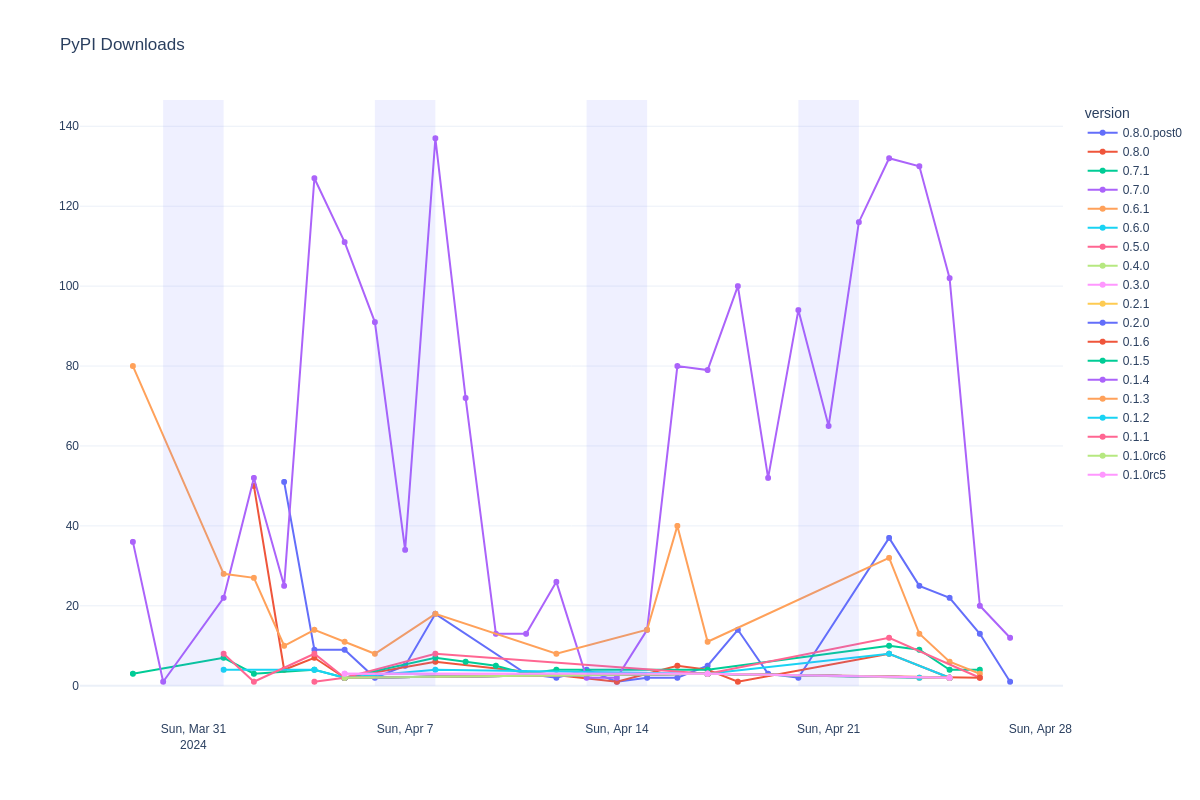 PyPI Downloads
140
120
100
80
60
40
20
0
Sun, Mar 31
2024
Sun, Apr 7
Sun, Apr 14
Sun, Apr 21
Sun, Apr 28
version
0.8.0.post0
0.8.0
0.7.1
0.7.0
0.6.1
0.6.0
0.5.0
0.4.0
0.3.0
0.2.1
0.2.0
0.1.6
0.1.5
0.1.4
0.1.3
0.1.2
0.1.1
0.1.0rc6
0.1.0rc5